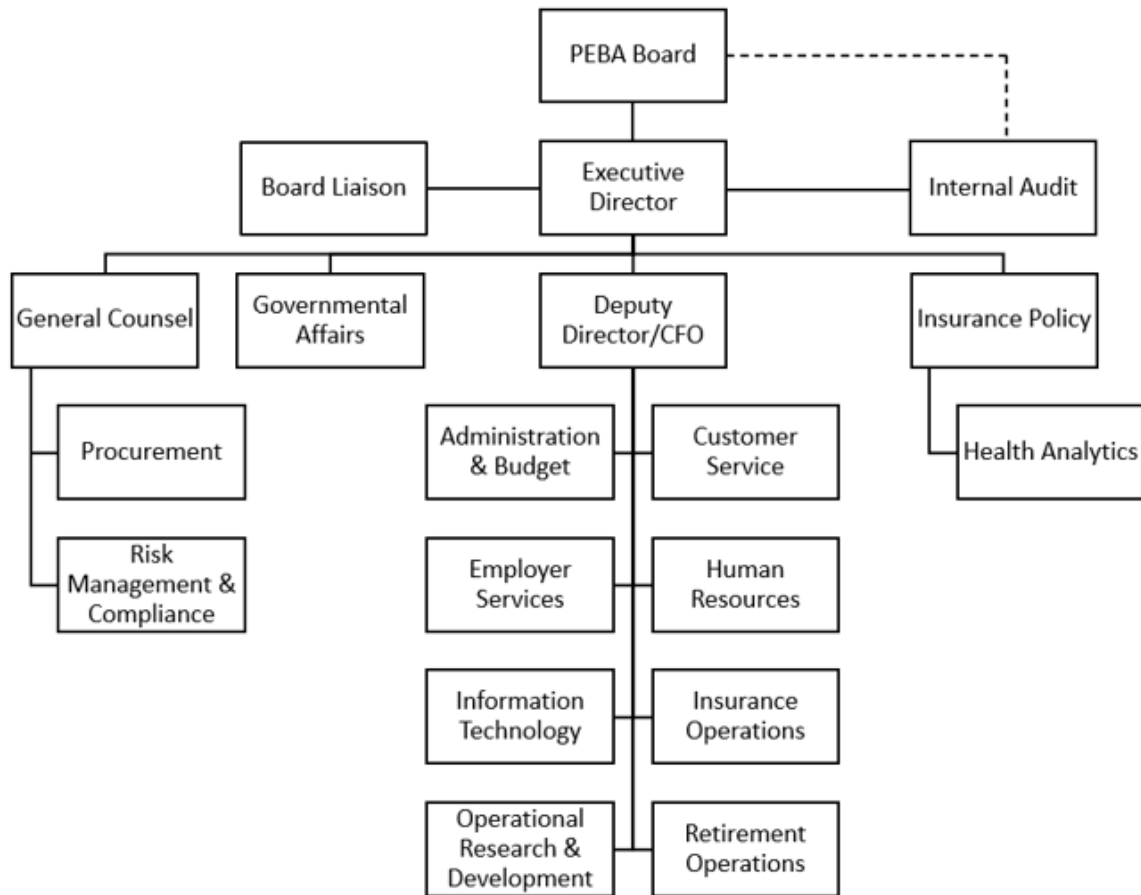 PEBA Board
Board Liaison
Executive
Director
Internal Audit
General Counsel
Governmental
Affairs
Deputy
Director/CFO
Insurance Policy
Procurement
Administration
& Budget
Customer
Service
Health Analytics
Risk
Management &
Compliance
Employer
Services
Human
Resources
Information
Technology
Insurance
Operations
Operational
Research &
Development
Retirement
Operations